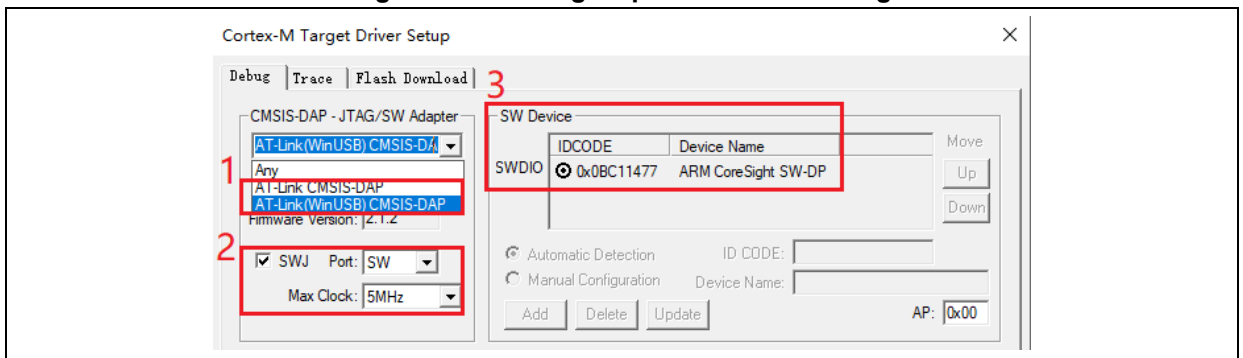 Cortex-M Target Driver Setup
Debug Trace Flash Download
3
CMSIS-DAP - JTAG/SW Adapter
AT-Link(WinUSB) CMSIS-DA
1
Any
AT-Link CMSIS-DAP
AT-Link(WinUSB) CMSIS-DAP
Firmware Version: 2.1.2
2
SWJ Port: SW
Max Clock: 5MHz
SW Device
IDCODE Device Name
SWDIO 0x0BC11477 ARM CoreSight SW-DP
Move
Up
Down
Automatic Detection ID CODE:
Manual Configuration Device Name:
Add Delete Update AP: 0x00